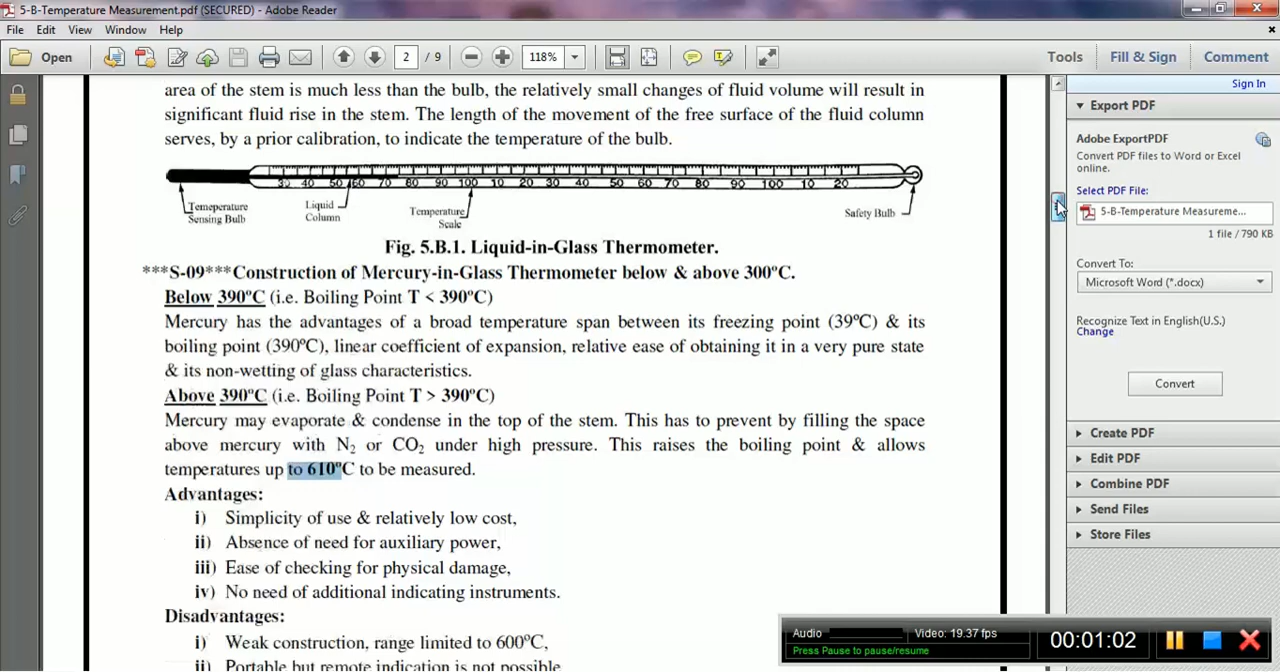 5-B-Temperature Measurement.pdf (SECURED) - Adobe Reader
File Edit View Window Help
Open 2 / 9 118% Tools Fill & Sign Comment
area of the stem is much less than the bulb, the relatively small changes of fluid volume will result in
significant fluid rise in the stem. The length of the movement of the free surface of the fluid column
serves, by a prior calibration, to indicate the temperature of the bulb.
30 40 50 60 70 80 90 100 10 20 30 40 50 60 70 80 90 100 10 20
Temeperature
Sensing Bulb
Liquid
Column
Temperature
Scale
Safety Bulb
Fig. 5.B.1. Liquid-in-Glass Thermometer.
***S-09***Construction of Mercury-in-Glass Thermometer below & above 300ºC.
Below 390ºC (i.e. Boiling Point T < 390ºC)
Mercury has the advantages of a broad temperature span between its freezing point (39ºC) & its
boiling point (390ºC), linear coefficient of expansion, relative ease of obtaining it in a very pure state
& its non-wetting of glass characteristics.
Above 390ºC (i.e. Boiling Point T > 390ºC)
Mercury may evaporate & condense in the top of the stem. This has to prevent by filling the space
above mercury with N₂ or CO₂ under high pressure. This raises the boiling point & allows
temperatures up to 610ºC to be measured.
Advantages:
i) Simplicity of use & relatively low cost,
ii) Absence of need for auxiliary power,
iii) Ease of checking for physical damage,
iv) No need of additional indicating instruments.
Disadvantages:
i) Weak construction, range limited to 600ºC,
ii) Portable but remote indication is not possible
Sign In
Export PDF
Adobe ExportPDF
Convert PDF files to Word or Excel
online.
Select PDF File:
5-B-Temperature Measureme...
1 file / 790 KB
Convert To:
Microsoft Word (*.docx)
Recognize Text in English(U.S.)
Change
Convert
Create PDF
Edit PDF
Combine PDF
Send Files
Store Files
Audio Video: 19.37 fps 00:01:02
Press Pause to pause/resume